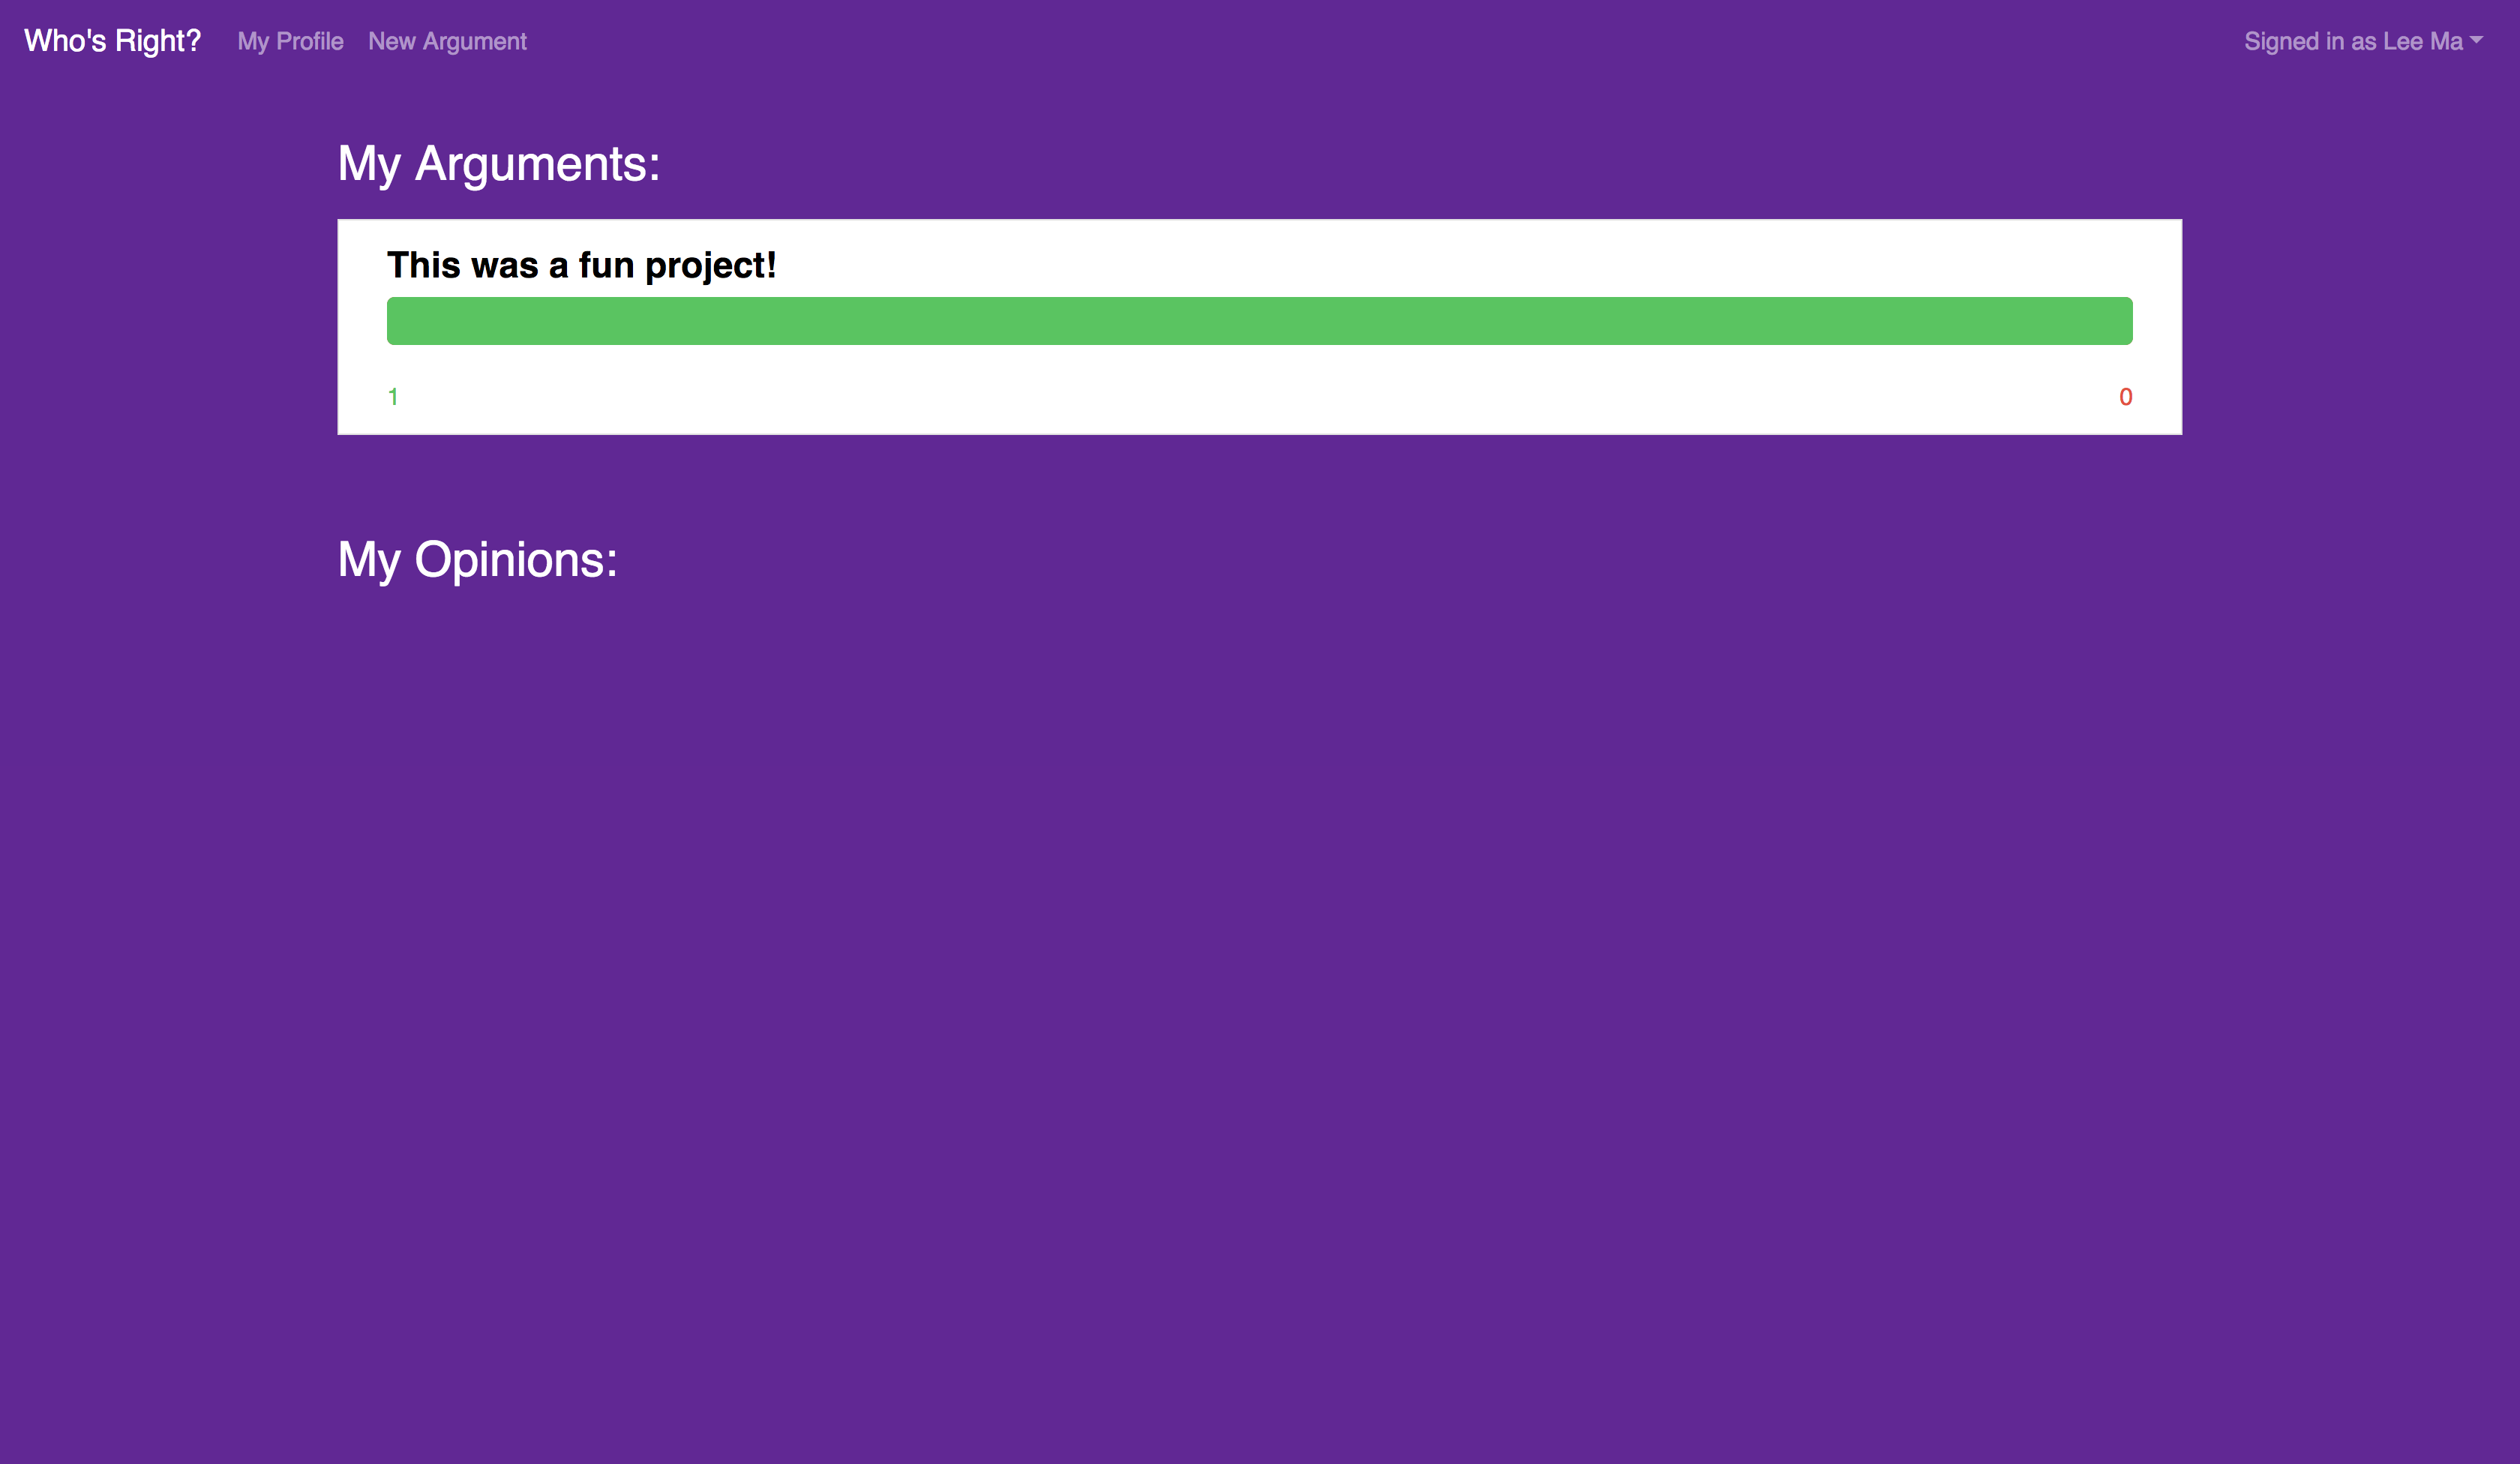 Who's Right? My Profile New Argument Signed in as Lee Ma
My Arguments:
This was a fun project!
1 0
My Opinions: